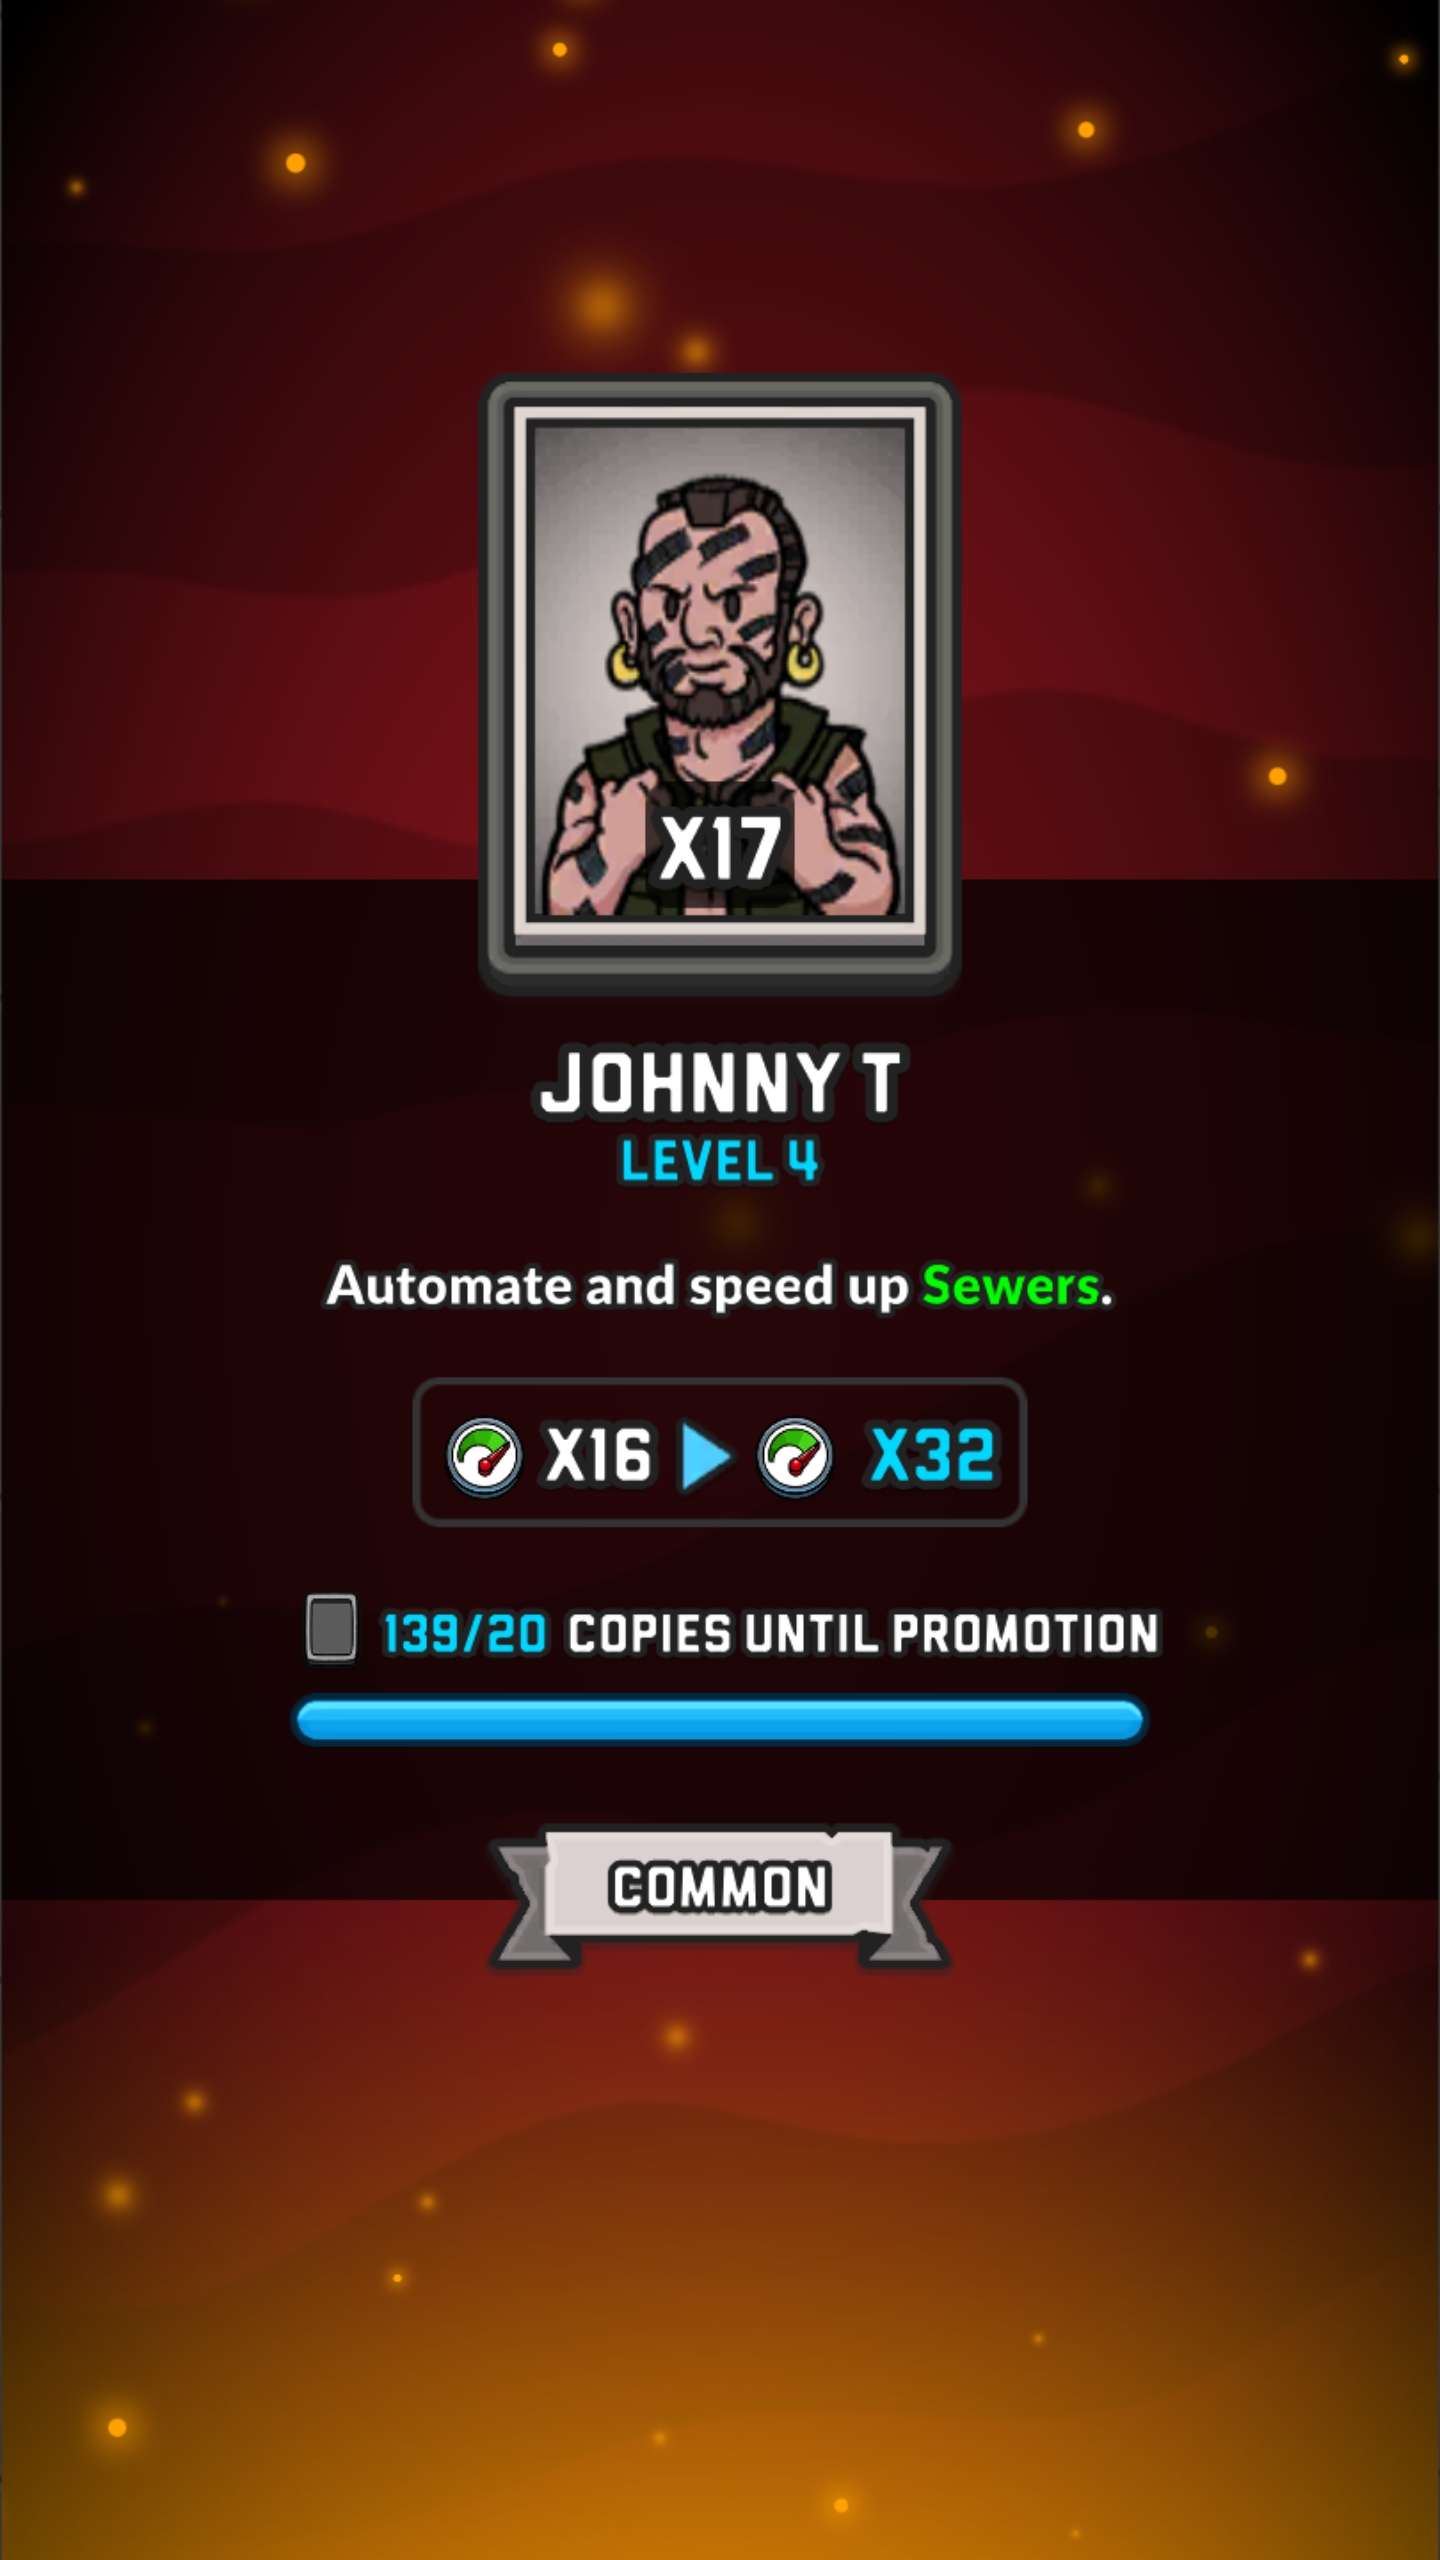 X17
JOHNNY T
LEVEL 4
Automate and speed up Sewers.
X16 X32
139/20 COPIES UNTIL PROMOTION
COMMON